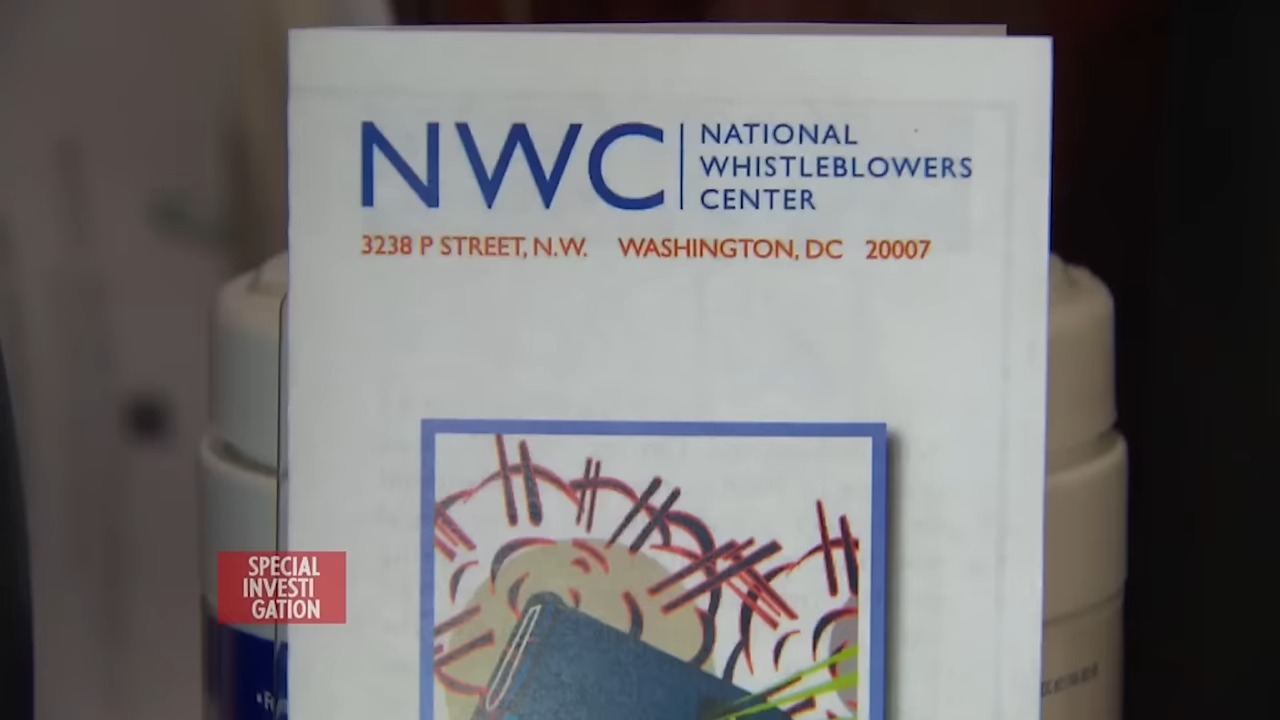 NWC
NATIONAL
WHISTLEBLOWERS
CENTER
3238 P STREET, N.W. WASHINGTON, DC 20007
SPECIAL
INVESTI
GATION